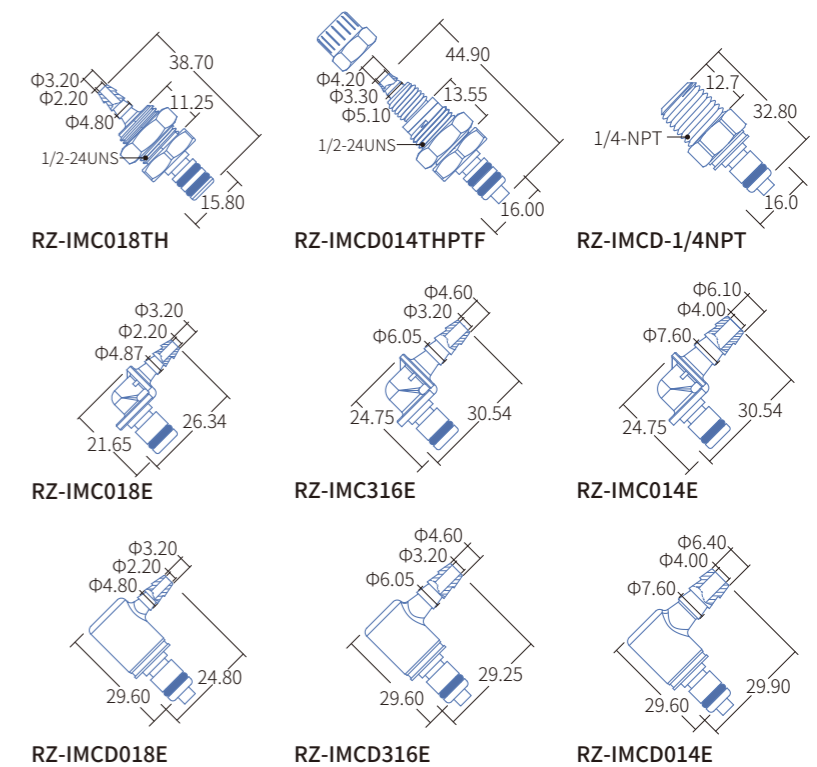 38.70
Φ3.20
Φ2.20
11.25
Φ4.80
1/2-24UNS
15.80
RZ-IMC018TH
44.90
Φ4.20
Φ3.30
13.55
Φ5.10
1/2-24UNS
16.00
RZ-IMCD014THPTF
12.7
32.80
1/4-NPT
16.0
RZ-IMCD-1/4NPT
Φ3.20
Φ2.20
Φ4.87
26.34
21.65
RZ-IMC018E
Φ4.60
Φ3.20
Φ6.05
24.75
30.54
RZ-IMC316E
Φ6.10
Φ4.00
Φ7.60
30.54
24.75
RZ-IMC014E
Φ3.20
Φ2.20
Φ4.80
24.80
29.60
RZ-IMCD018E
Φ4.60
Φ3.20
Φ6.05
29.25
29.60
RZ-IMCD316E
Φ6.40
Φ4.00
Φ7.60
29.90
29.60
RZ-IMCD014E